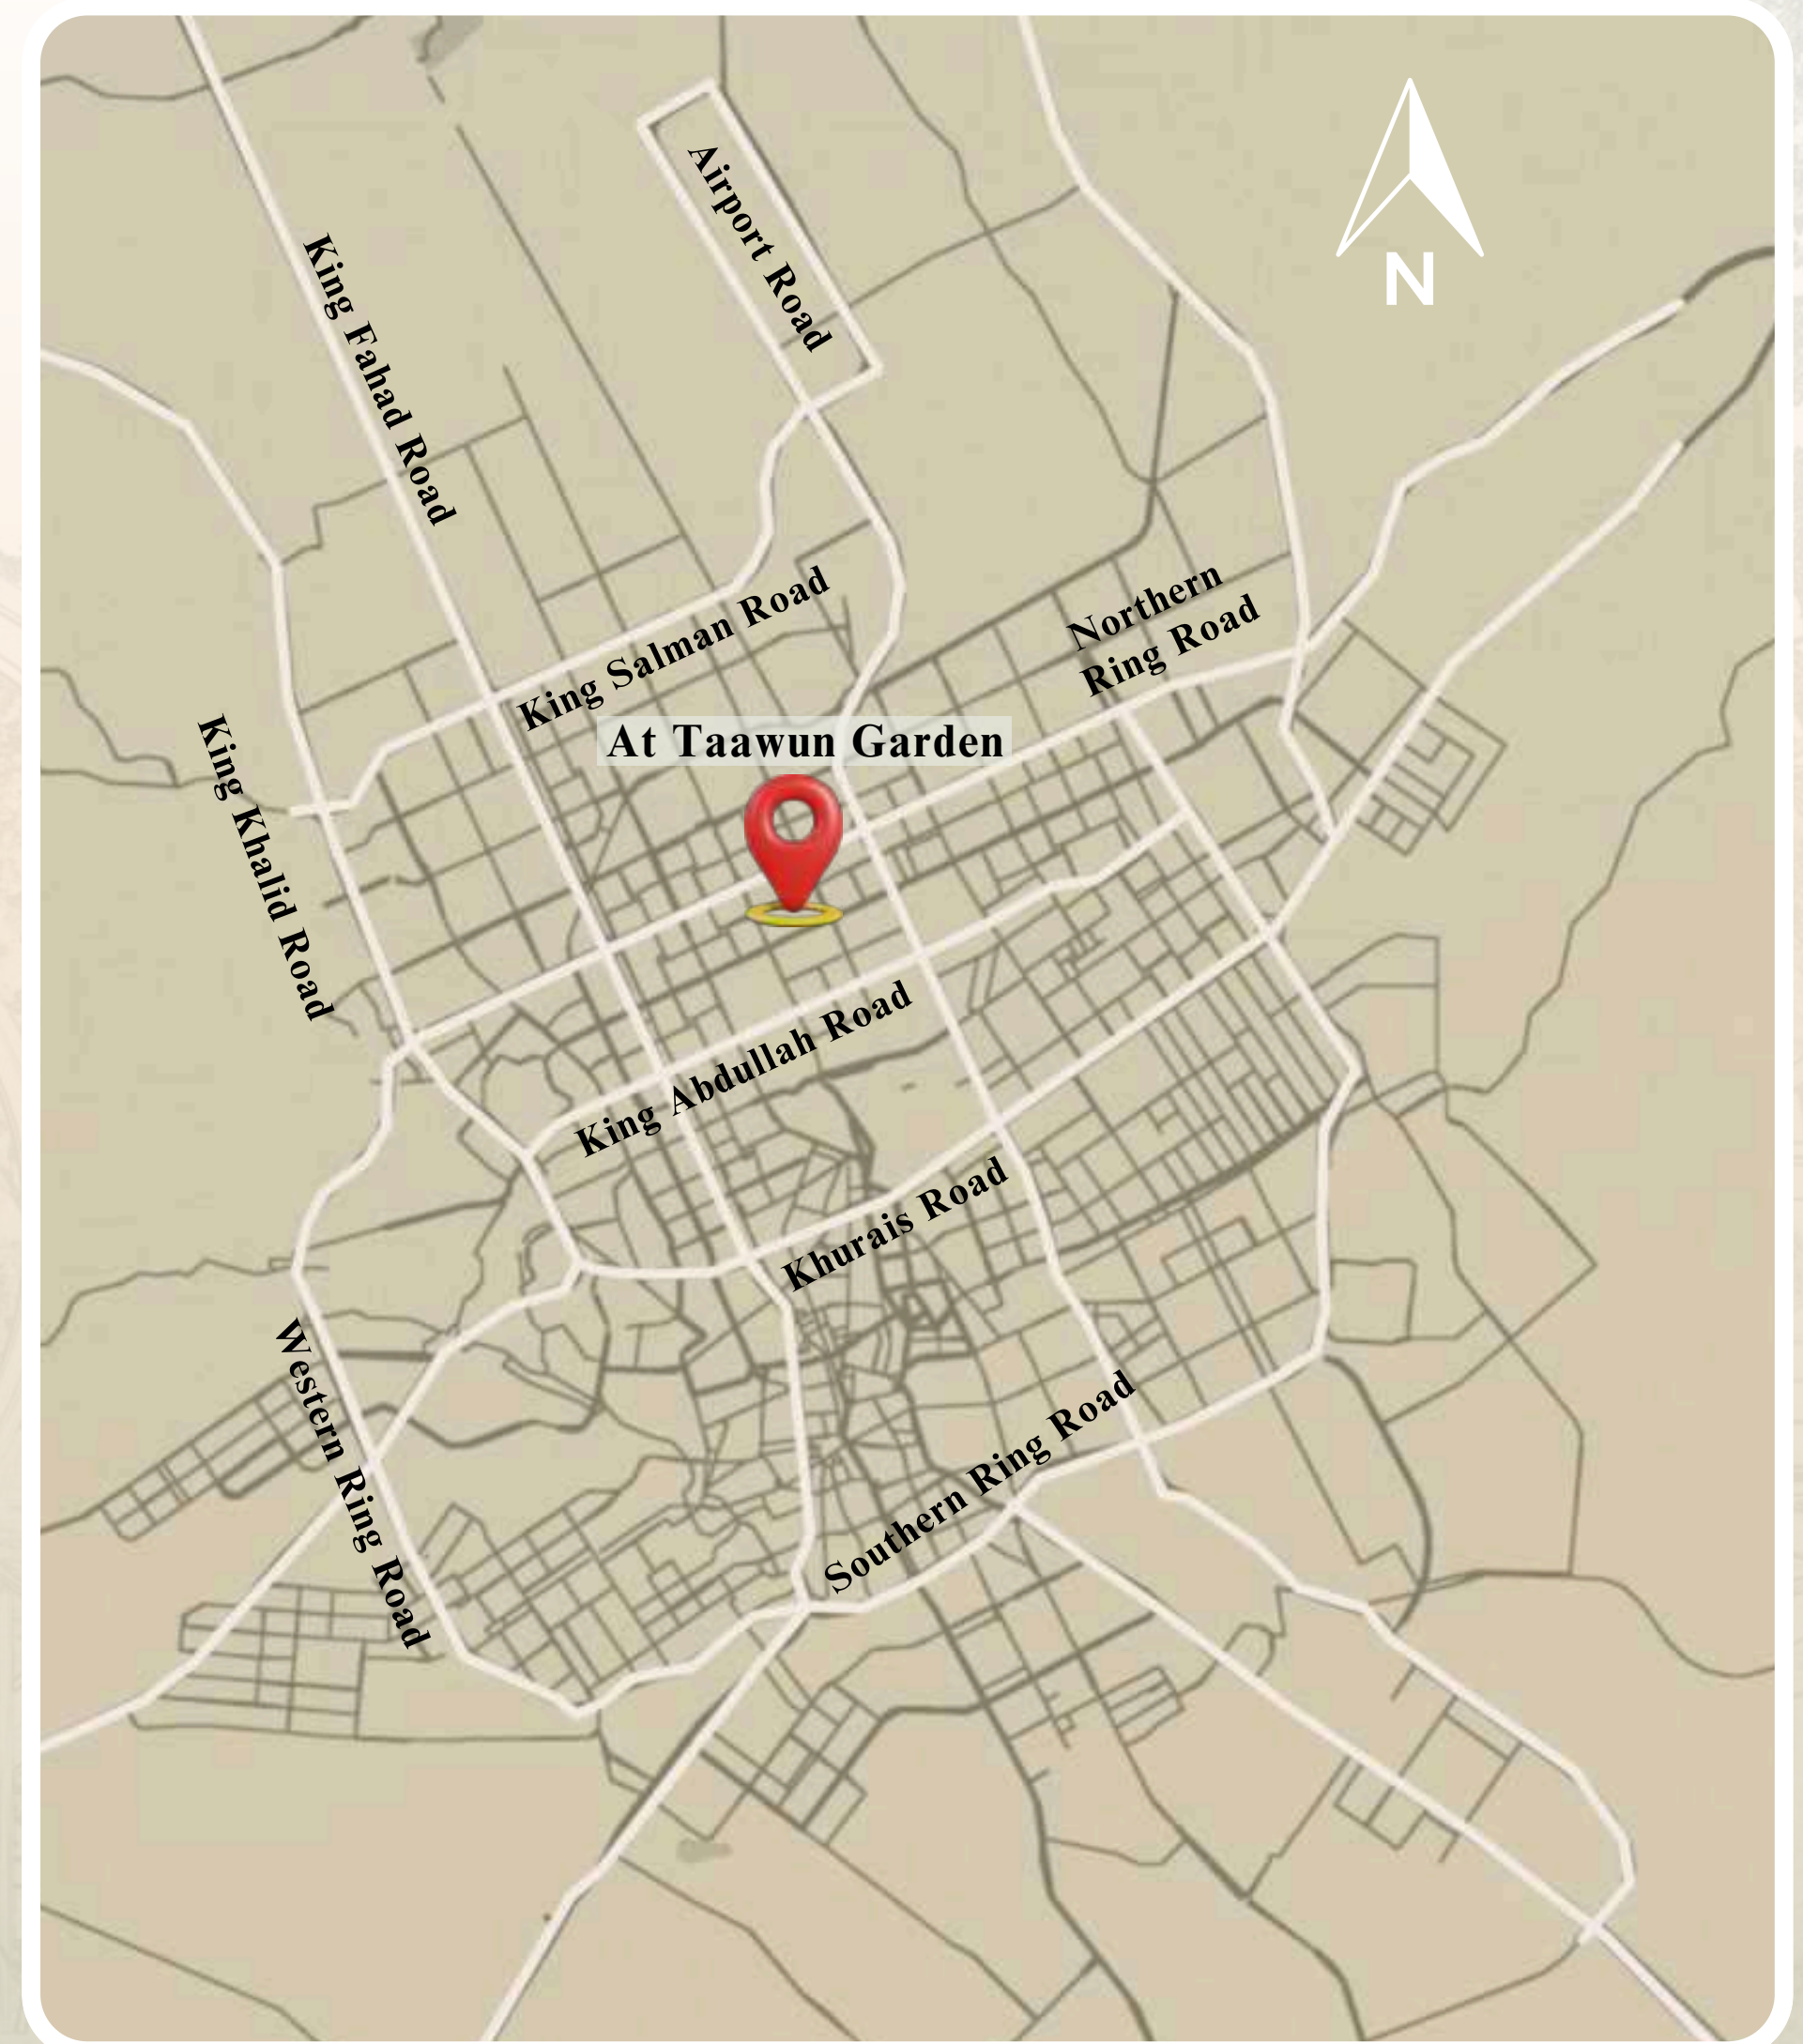 N
Airport Road
King Fahad Road
Northern
Ring Road
King Salman Road
At Taawun Garden
King Khalid Road
King Abdullah Road
Khurais Road
Western Ring Road
Southern Ring Road